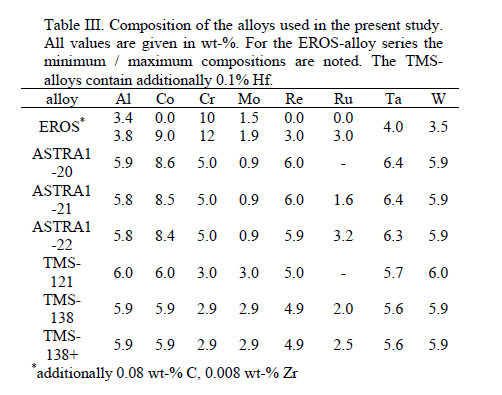 Table III. Composition of the alloys used in the present study.
All values are given in wt-%. For the EROS-alloy series the
minimum / maximum compositions are noted. The TMS-
alloys contain additionally 0.1% Hf.
alloy Al Co Cr Mo Re Ru Ta W
EROS* 3.4 0.0 10 1.5 0.0 0.0 4.0 3.5
3.8 9.0 12 1.9 3.0 3.0
ASTRA1
-20 5.9 8.6 5.0 0.9 6.0 - 6.4 5.9
ASTRA1
-21 5.8 8.5 5.0 0.9 6.0 1.6 6.4 5.9
ASTRA1
-22 5.8 8.4 5.0 0.9 5.9 3.2 6.3 5.9
TMS-
121 6.0 6.0 3.0 3.0 5.0 - 5.7 6.0
TMS-
138 5.9 5.9 2.9 2.9 4.9 2.0 5.6 5.9
TMS-
138+ 5.9 5.9 2.9 2.9 4.9 2.5 5.6 5.9
*additionally 0.08 wt-% C, 0.008 wt-% Zr